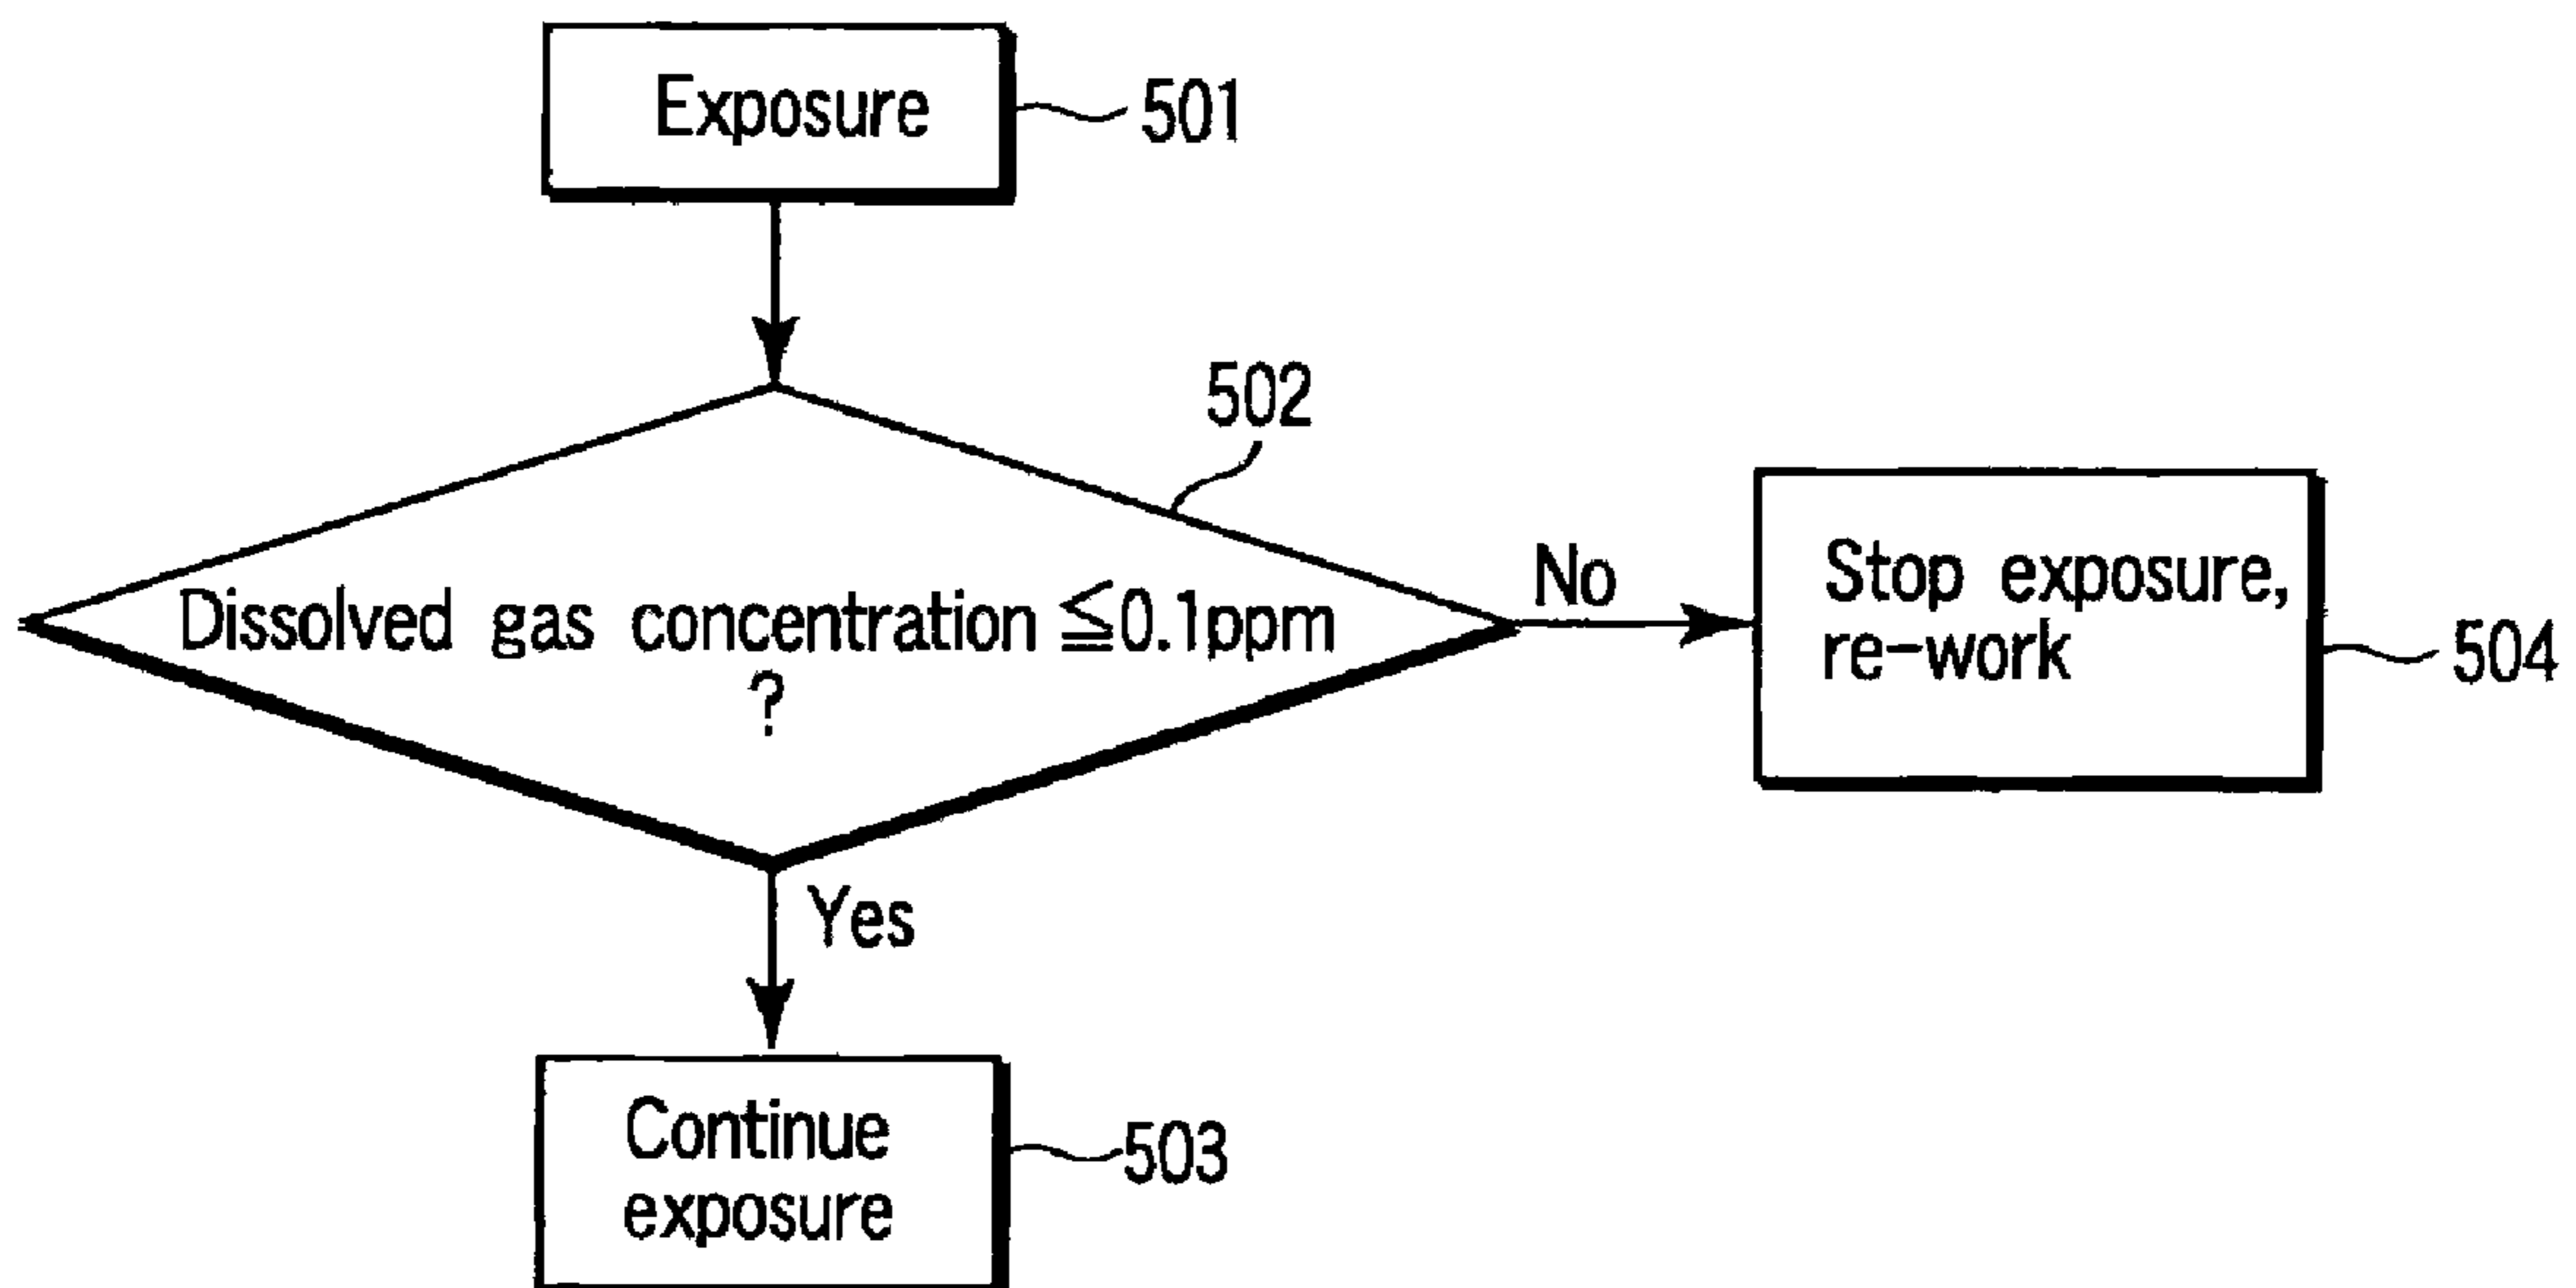 Exposure
501
502
Dissolved gas concentration ≦0.1ppm
?
No
Stop exposure,
re-work
504
Yes
Continue
exposure
503